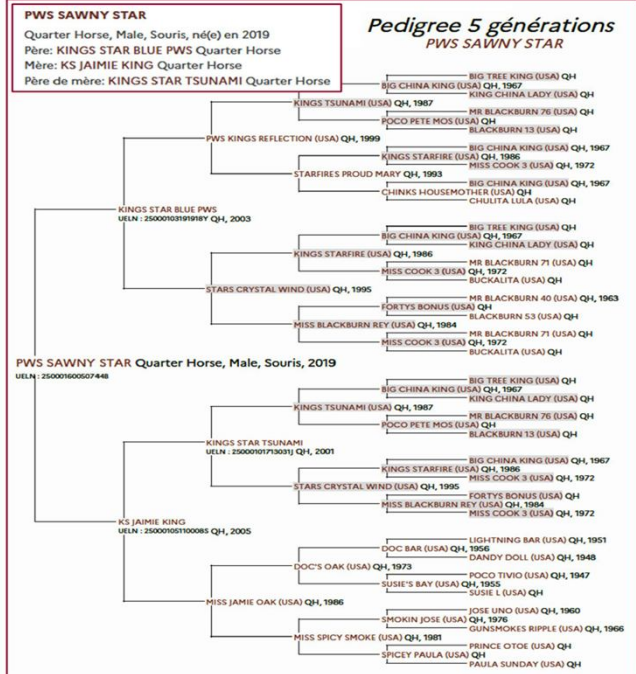 PWS SAWNY STAR
Quarter Horse, Male, Souris, né(e) en 2019
Père: KINGS STAR BLUE PWS Quarter Horse
Mère: KS JAIMIE KING Quarter Horse
Père de mère: KINGS STAR TSUNAMI Quarter Horse
Pedigree 5 générations
PWS SAWNY STAR
BIG TREE KING (USA) QH
BIG CHINA KING (USA) QH, 1967
KING CHINA LADY (USA) QH
KINGS TSUNAMI (USA) QH, 1987
MR BLACKBURN 76 (USA) QH
POCO PETE MOS (USA) QH
BLACKBURN 13 (USA) QH
PWS KINGS REFLECTION (USA) QH, 1999
BIG CHINA KING (USA) QH, 1967
KINGS STARFIRE (USA) QH, 1986
MISS COOK 3 (USA) QH, 1972
STARFIRES PROUD MARY QH, 1993
BIG CHINA KING (USA) QH, 1967
CHINKS HOUSEMOTHER (USA) QH
CHULITA LULA (USA) QH
KINGS STAR BLUE PWS
UELN : 25000103191918Y QH, 2003
BIG TREE KING (USA) QH
BIG CHINA KING (USA) QH, 1967
KING CHINA LADY (USA) QH
KINGS STARFIRE (USA) QH, 1986
MR BLACKBURN 71 (USA) QH
MISS COOK 3 (USA) QH, 1972
BUCKALITA (USA) QH
STARS CRYSTAL WIND (USA) QH, 1995
MR BLACKBURN 40 (USA) QH, 1963
FORTYS BONUS (USA) QH
BLACKBURN 53 (USA) QH
MISS BLACKBURN REY (USA) QH, 1984
MR BLACKBURN 71 (USA) QH
MISS COOK 3 (USA) QH, 1972
BUCKALITA (USA) QH
PWS SAWNY STAR Quarter Horse, Male, Souris, 2019
UELN : 25000160050744B
BIG TREE KING (USA) QH
BIG CHINA KING (USA) QH, 1967
KING CHINA LADY (USA) QH
KINGS TSUNAMI (USA) QH, 1987
MR BLACKBURN 76 (USA) QH
POCO PETE MOS (USA) QH
BLACKBURN 13 (USA) QH
KINGS STAR TSUNAMI
UELN : 25000101713031J QH, 2001
BIG CHINA KING (USA) QH, 1967
KINGS STARFIRE (USA) QH, 1986
MISS COOK 3 (USA) QH, 1972
STARS CRYSTAL WIND (USA) QH, 1995
FORTYS BONUS (USA) QH
MISS BLACKBURN REY (USA) QH, 1984
MISS COOK 3 (USA) QH, 1972
KS JAIMIE KING
UELN : 25000105110008S QH, 2005
LIGHTNING BAR (USA) QH, 1951
DOC BAR (USA) QH, 1956
DANDY DOLL (USA) QH, 1948
DOC'S OAK (USA) QH, 1973
POCO TIVIO (USA) QH, 1947
SUSIE'S BAY (USA) QH, 1955
SUSIE L (USA) QH
MISS JAMIE OAK (USA) QH, 1986
JOSE UNO (USA) QH, 1960
SMOKIN JOSE (USA) QH, 1976
GUNSMOKES RIPPLE (USA) QH, 1966
MISS SPICY SMOKE (USA) QH, 1981
PRINCE OTOE (USA) QH
SPICEY PAULA (USA) QH
PAULA SUNDAY (USA) QH